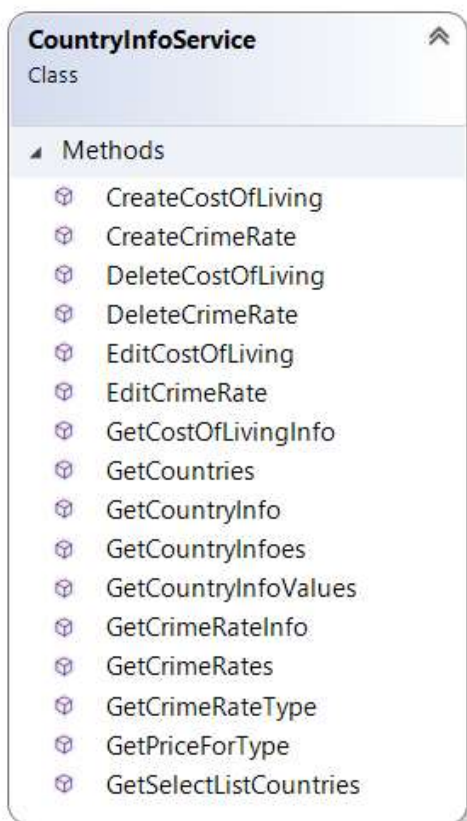 CountryInfoService
Class
Methods
CreateCostOfLiving
CreateCrimeRate
DeleteCostOfLiving
DeleteCrimeRate
EditCostOfLiving
EditCrimeRate
GetCostOfLivingInfo
GetCountries
GetCountryInfo
GetCountryInfoes
GetCountryInfoValues
GetCrimeRateInfo
GetCrimeRates
GetCrimeRateType
GetPriceForType
GetSelectListCountries